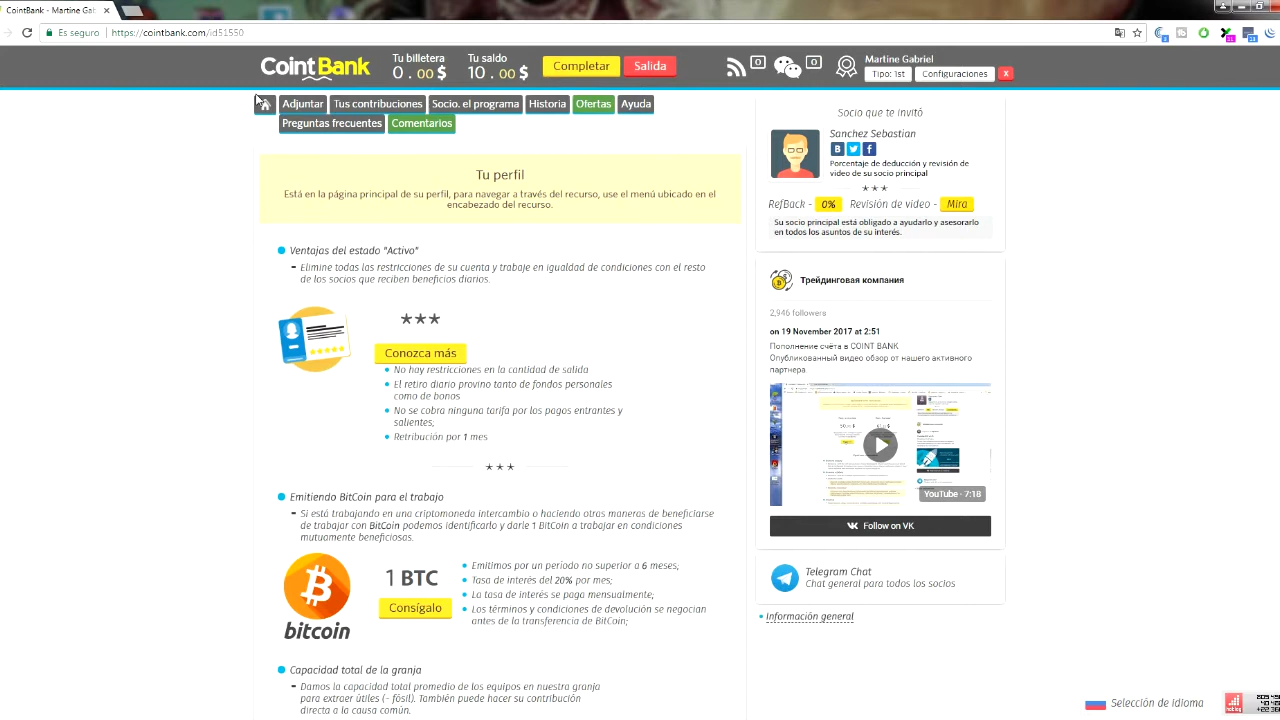 CointBank - Martine Gal
Es seguro https://cointbank.com/id51550
CointBank
Tu billetera
0 . 00 $
Tu saldo
10 . 00 $
Completar
Salida
0
0
Martine Gabriel
Tipo: 1st
Configuraciones
x
Adjuntar
Tus contribuciones
Socio. el programa
Historia
Ofertas
Ayuda
Preguntas frecuentes
Comentarios
Tu perfil
Está en la página principal de su perfil, para navegar a través del recurso, use el menú ubicado en el
encabezado del recurso.
Ventajas del estado "Activo"
- Elimine todas las restricciones de su cuenta y trabaje en igualdad de condiciones con el resto
de los socios que reciben beneficios diarios.
***
Conozca más
No hay restricciones en la cantidad de salida
El retiro diario provino tanto de fondos personales
como de bonos
No se cobra ninguna tarifa por los pagos entrantes y
salientes,
Retribución por 1 mes
***
Emitiendo BitCoin para el trabajo
- Si está trabajando en una criptomoneda intercambio o haciendo otras maneras de beneficiarse
de trabajar con BitCoin podemos identificarlo y darle 1 BitCoin a trabajar en condiciones
mutuamente beneficiosas.
bitcoin
1 BTC
Consígalo
Emitimos por un periodo no superior a 6 meses;
Tasa de interés del 20% por mes;
La tasa de interés se paga mensualmente;
Los términos y condiciones de devolución se negocian
antes de la transferencia de BitCoin;
Capacidad total de la granja
- Damos la capacidad total promedio de los equipos en nuestra granja
para extraer útiles (- fósil). También puede hacer su contribución
directa a la causa común.
Socio que te invitó
Sanchez Sebastian
Porcentaje de deducción y revisión de
video de su socio principal
***
RefBack - 0% Revisión de video - Mira
Su socio principal está obligado a ayudarlo y asesorarlo
en todos los asuntos de su interés.
Трейдинговая компания
2,946 followers
on 19 November 2017 at 2:51
Пополнение счёта в COINT BANK
Опубликованный видео обзор от нашего активного
партнера
YouTube · 7:18
Follow on VK
Telegram Chat
Chat general para todos los socios
Información general
Selección de idioma